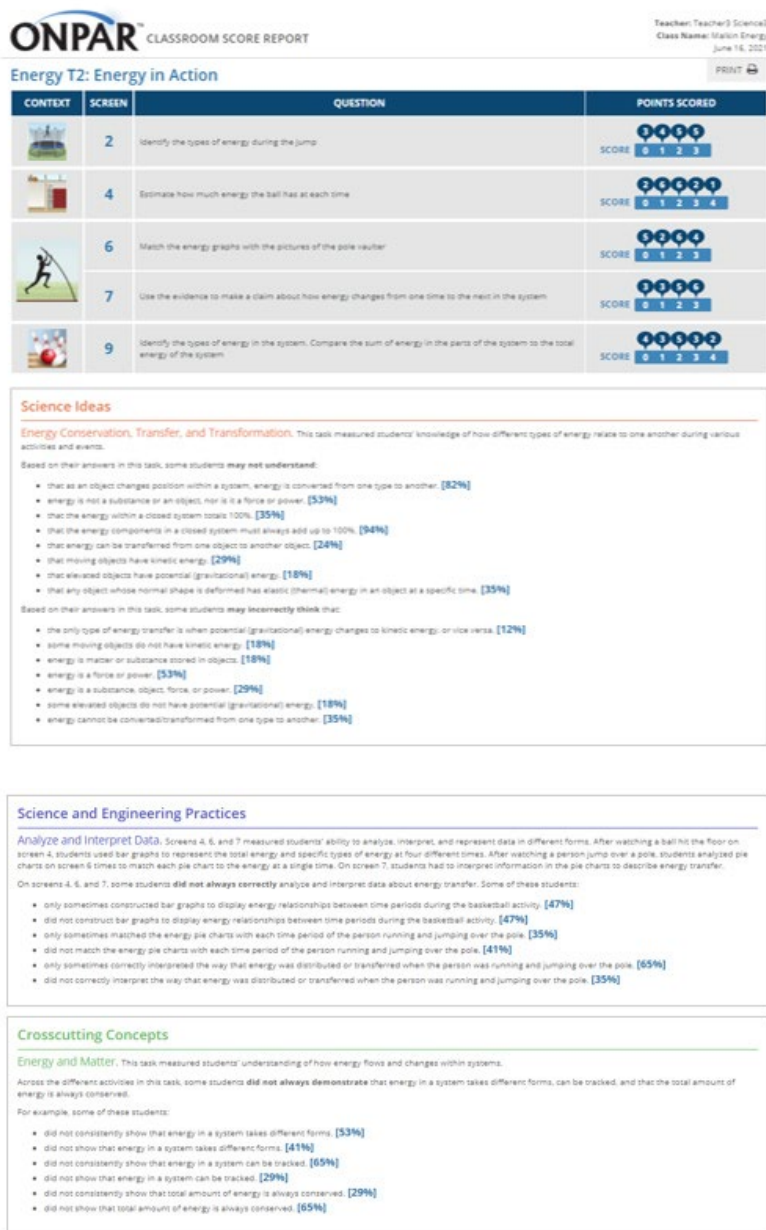 ONPAR™ CLASSROOM SCORE REPORT
Teacher: Teacher3 Science
Class Name: Malkin Energy
June 16, 202
PRINT
Energy T2: Energy in Action
CONTEXT SCREEN QUESTION POINTS SCORED
2 Identify the types of energy during the jump
3 4 5 5
SCORE 0 1 2 3
4 Estimate how much energy the ball has at each time
2 6 6 2 1
SCORE 0 1 2 3 4
6 Match the energy graphs with the pictures of the pole vaulter
5 2 6 4
SCORE 0 1 2 3
7 Use the evidence to make a claim about how energy changes from one time to the next in the system
3 3 5 6
SCORE 0 1 2 3
9 Identify the types of energy in the system. Compare the sum of energy in the parts of the system to the total
energy of the system
4 3 5 3 2
SCORE 0 1 2 3 4
Science Ideas
Energy Conservation, Transfer, and Transformation. This task measured students' knowledge of how different types of energy relate to one another during various
activities and events.
Based on their answers in this task, some students may not understand:
• that as an object changes position within a system, energy is converted from one type to another. [82%]
• energy is not a substance or an object, nor is it a force or power. [53%]
• that the energy within a closed system totals 100%. [35%]
• that the energy components in a closed system must always add up to 100%. [94%]
• that energy can be transferred from one object to another object. [24%]
• that moving objects have kinetic energy. [29%]
• that elevated objects have potential (gravitational) energy. [18%]
• that any object whose normal shape is deformed has elastic (thermal) energy in an object at a specific time. [35%]
Based on their answers in this task, some students may incorrectly think that:
• the only type of energy transfer is when potential (gravitational) energy changes to kinetic energy, or vice versa. [12%]
• some moving objects do not have kinetic energy. [18%]
• energy is matter or substance stored in objects. [18%]
• energy is a force or power. [53%]
• energy is a substance, object, force, or power. [29%]
• some elevated objects do not have potential (gravitational) energy. [18%]
• energy cannot be converted/transformed from one type to another. [35%]
Science and Engineering Practices
Analyze and Interpret Data. Screens 4, 6, and 7 measured students' ability to analyze, interpret, and represent data in different forms. After watching a ball hit the floor on
screen 4, students used bar graphs to represent the total energy and specific types of energy at four different times. After watching a person jump over a pole, students analyzed pie
charts on screen 6 times to match each pie chart to the energy at a single time. On screen 7, students had to interpret information in the pie charts to describe energy transfer.
On screens 4, 6, and 7, some students did not always correctly analyze and interpret data about energy transfer. Some of these students:
• only sometimes constructed bar graphs to display energy relationships between time periods during the basketball activity. [47%]
• did not construct bar graphs to display energy relationships between time periods during the basketball activity. [47%]
• only sometimes matched the energy pie charts with each time period of the person running and jumping over the pole. [35%]
• did not match the energy pie charts with each time period of the person running and jumping over the pole. [41%]
• only sometimes correctly interpreted the way that energy was distributed or transferred when the person was running and jumping over the pole. [65%]
• did not correctly interpret the way that energy was distributed or transferred when the person was running and jumping over the pole. [35%]
Crosscutting Concepts
Energy and Matter. This task measured students' understanding of how energy flows and changes within systems.
Across the different activities in this task, some students did not always demonstrate that energy in a system takes different forms, can be tracked, and that the total amount of
energy is always conserved.
For example, some of these students:
• did not consistently show that energy in a system takes different forms. [53%]
• did not show that energy in a system takes different forms. [41%]
• did not consistently show that energy in a system can be tracked. [65%]
• did not show that energy in a system can be tracked. [29%]
• did not consistently show that total amount of energy is always conserved. [29%]
• did not show that total amount of energy is always conserved. [65%]